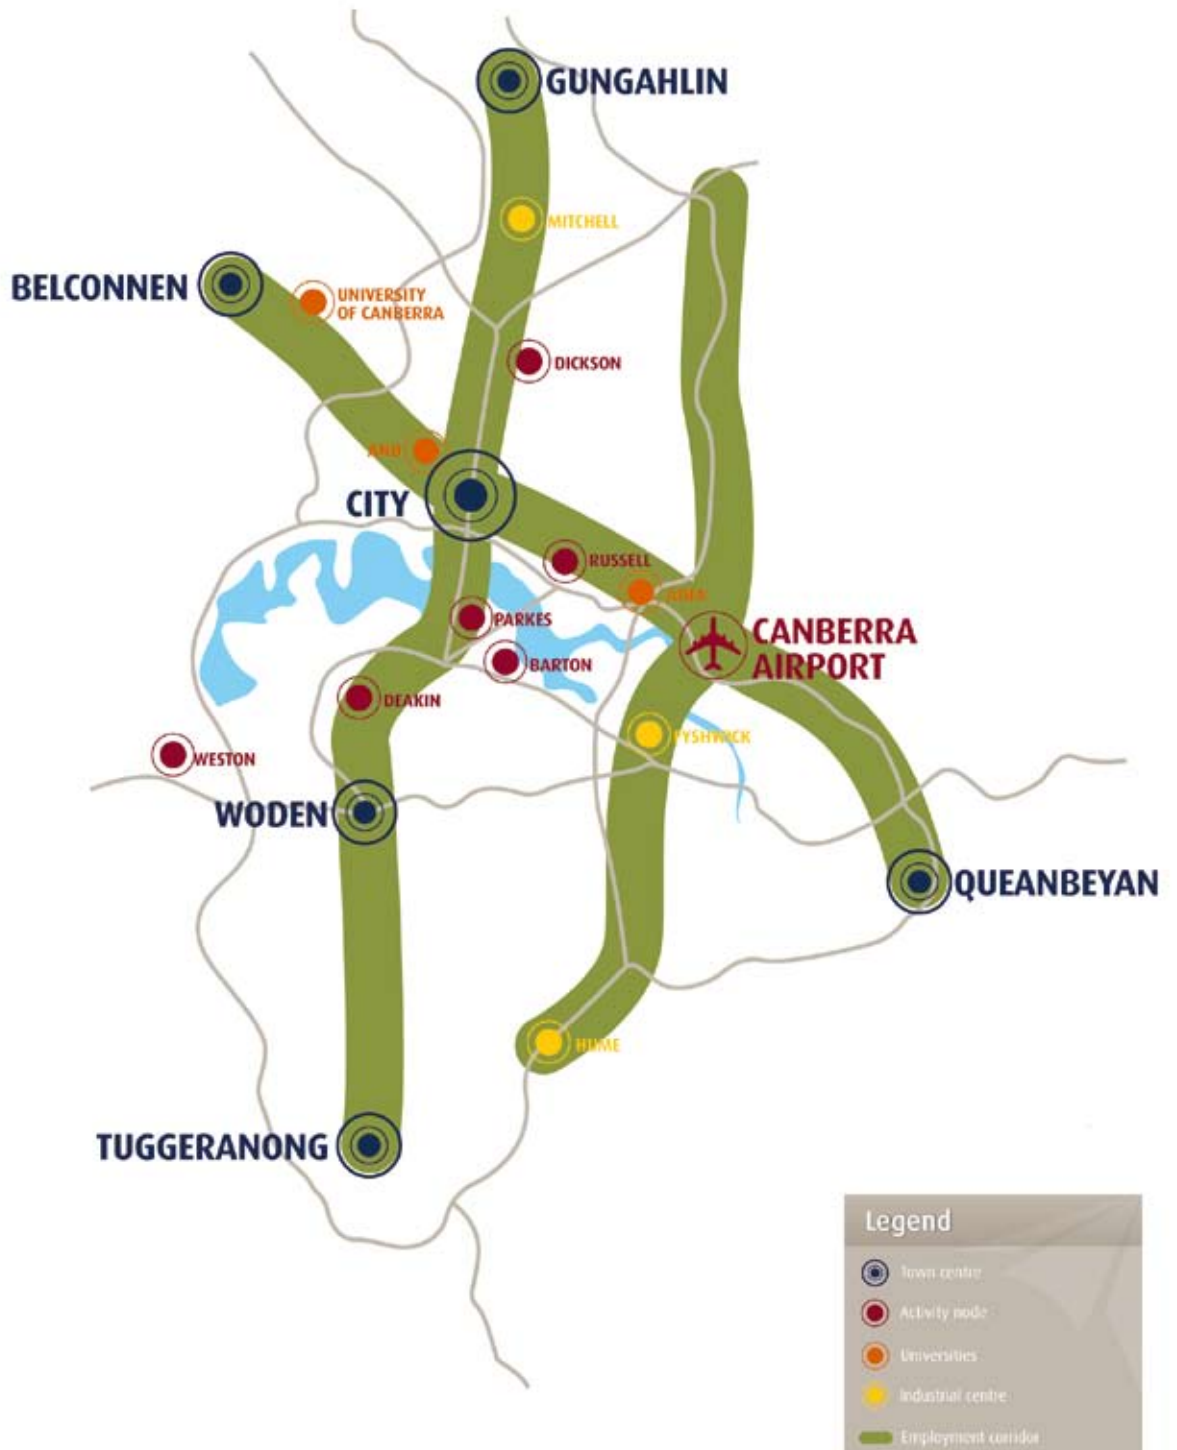 GUNGAHLIN
MITCHELL
BELCONNEN
UNIVERSITY
OF CANBERRA
DICKSON
ANU
CITY
RUSSELL
ADFA
PARKES
CANBERRA
AIRPORT
BARTON
DEAKIN
FYSHWICK
WESTON
WODEN
QUEANBEYAN
HUME
TUGGERANONG
Legend
Town centre
Activity node
Universities
Industrial centre
Employment corridor